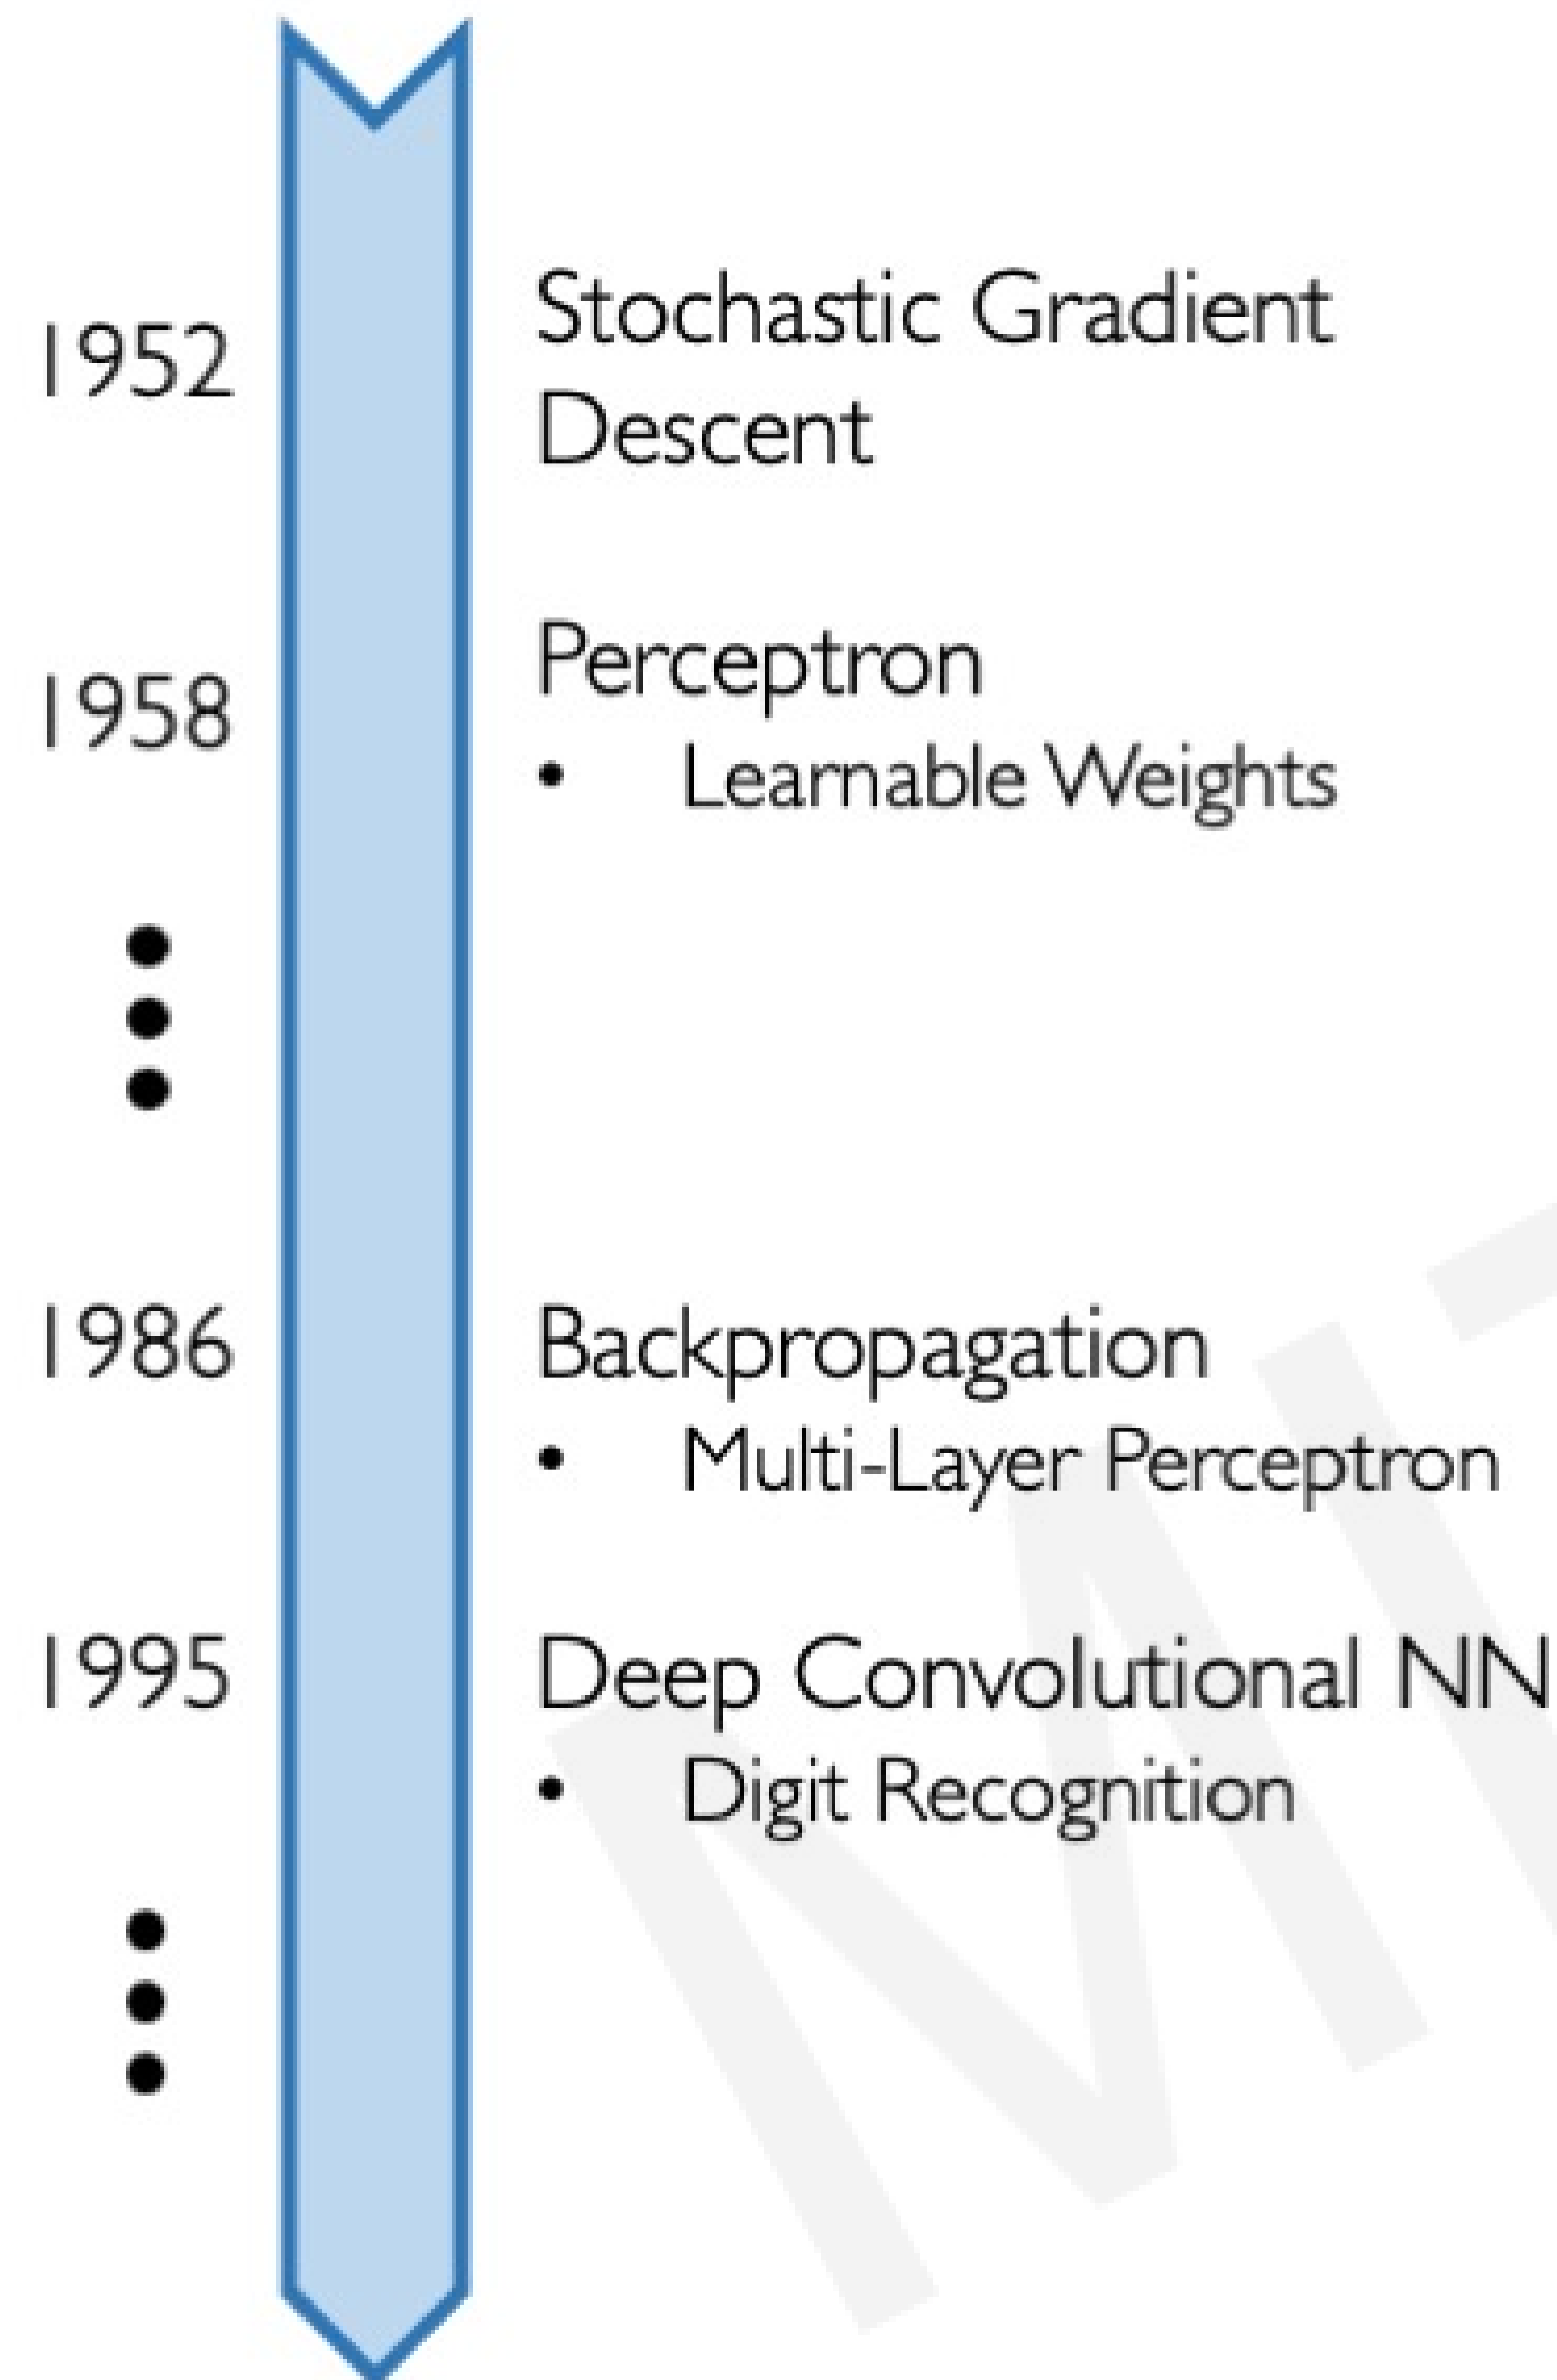 1952
Stochastic Gradient
Descent
1958
Perceptron
• Learnable Weights
1986
Backpropagation
• Multi-Layer Perceptron
1995
Deep Convolutional NN
• Digit Recognition